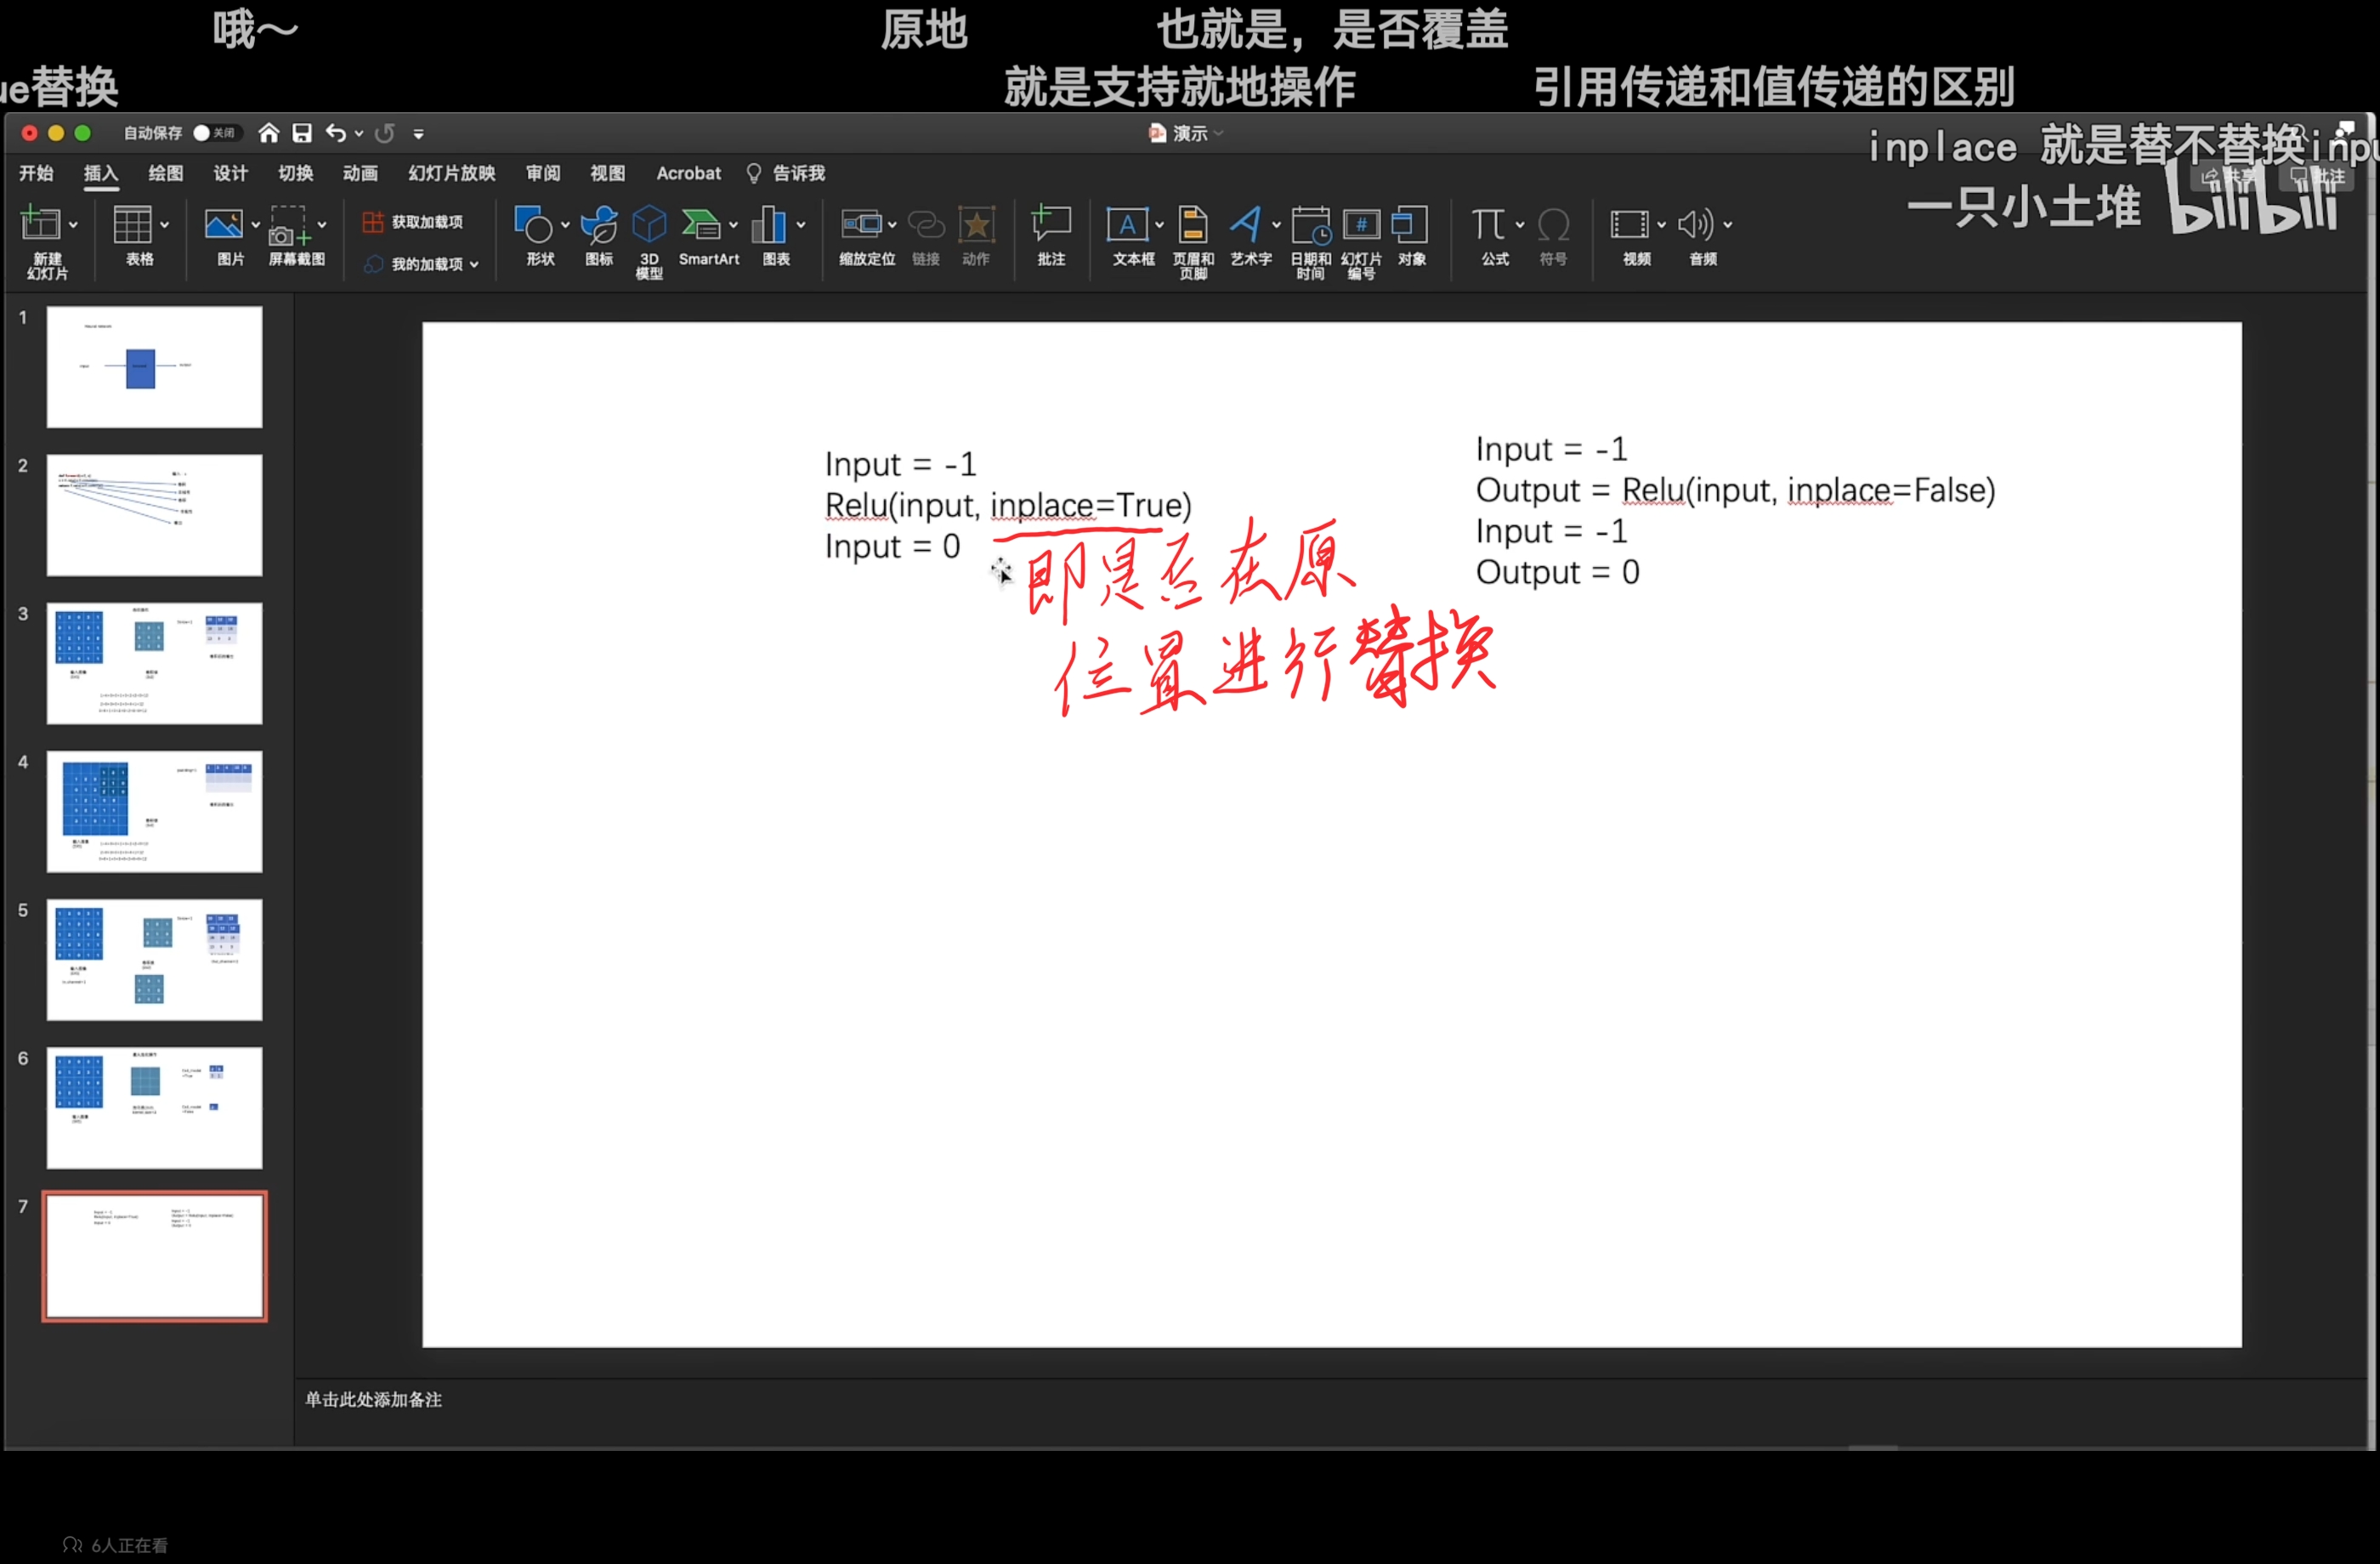 哦～
原地
也就是，是否覆盖
ue替换
就是支持就地操作
引用传递和值传递的区别
自动保存
关闭
演示
inplace 就是替不替换inpu
开始
插入
绘图
设计
切换
动画
幻灯片放映
审阅
视图
Acrobat
告诉我
共享
批注
一只小土堆
bilibili
新建
幻灯片
表格
图片
屏幕截图
获取加载项
我的加载项
形状
图标
3D
模型
SmartArt
图表
缩放定位
链接
动作
批注
文本框
页眉和
页脚
艺术字
日期和
时间
幻灯片
编号
对象
公式
符号
视频
音频
1
2
3
4
5
6
7
Input = -1
Relu(input, inplace=True)
Input = 0
即是否在原
位置进行替换
Input = -1
Output = Relu(input, inplace=False)
Input = -1
Output = 0
单击此处添加备注
6人正在看